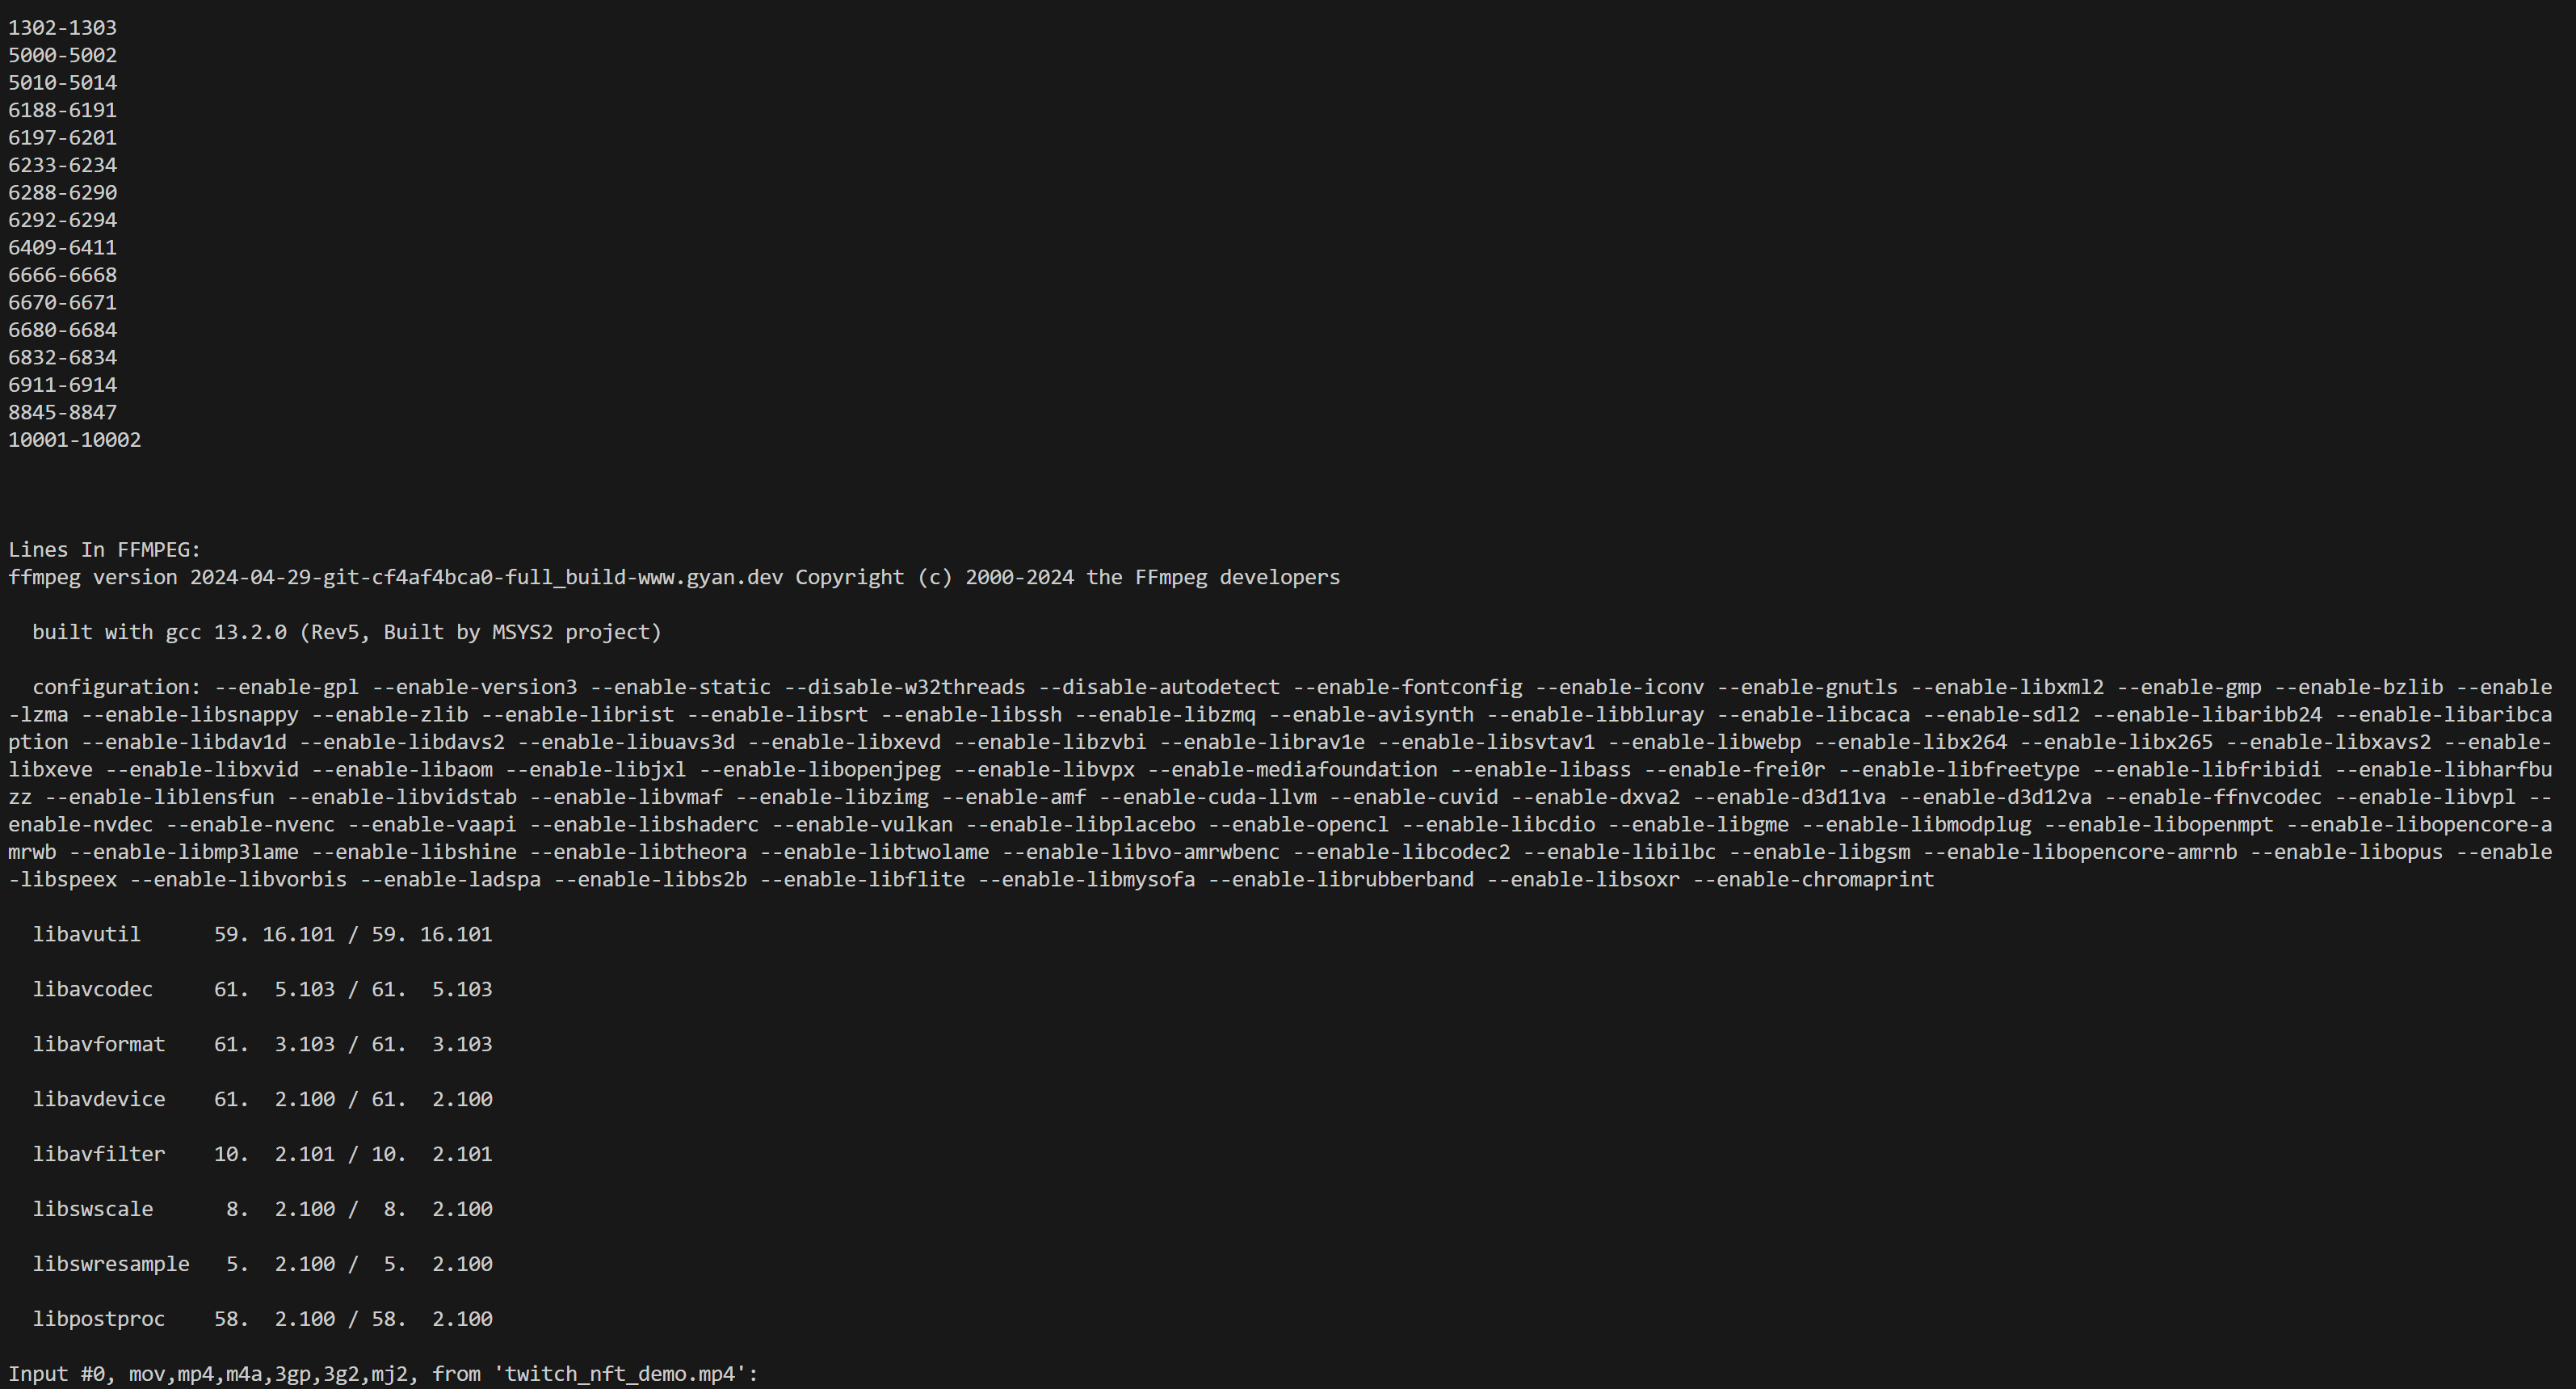 1302-1303
5000-5002
5010-5014
6188-6191
6197-6201
6233-6234
6288-6290
6292-6294
6409-6411
6666-6668
6670-6671
6680-6684
6832-6834
6911-6914
8845-8847
10001-10002
Lines In FFMPEG:
ffmpeg version 2024-04-29-git-cf4af4bca0-full_build-www.gyan.dev Copyright (c) 2000-2024 the FFmpeg developers
  built with gcc 13.2.0 (Rev5, Built by MSYS2 project)
  configuration: --enable-gpl --enable-version3 --enable-static --disable-w32threads --disable-autodetect --enable-fontconfig --enable-iconv --enable-gnutls --enable-libxml2 --enable-gmp --enable-bzlib --enable
-lzma --enable-libsnappy --enable-zlib --enable-librist --enable-libsrt --enable-libssh --enable-libzmq --enable-avisynth --enable-libbluray --enable-libcaca --enable-sdl2 --enable-libaribb24 --enable-libaribca
ption --enable-libdav1d --enable-libdavs2 --enable-libuavs3d --enable-libxevd --enable-libzvbi --enable-librav1e --enable-libsvtav1 --enable-libwebp --enable-libx264 --enable-libx265 --enable-libxavs2 --enable-
libxeve --enable-libxvid --enable-libaom --enable-libjxl --enable-libopenjpeg --enable-libvpx --enable-mediafoundation --enable-libass --enable-frei0r --enable-libfreetype --enable-libfribidi --enable-libharfbu
zz --enable-liblensfun --enable-libvidstab --enable-libvmaf --enable-libzimg --enable-amf --enable-cuda-llvm --enable-cuvid --enable-dxva2 --enable-d3d11va --enable-d3d12va --enable-ffnvcodec --enable-libvpl --
enable-nvdec --enable-nvenc --enable-vaapi --enable-libshaderc --enable-vulkan --enable-libplacebo --enable-opencl --enable-libcdio --enable-libgme --enable-libmodplug --enable-libopenmpt --enable-libopencore-a
mrwb --enable-libmp3lame --enable-libshine --enable-libtheora --enable-libtwolame --enable-libvo-amrwbenc --enable-libcodec2 --enable-libilbc --enable-libgsm --enable-libopencore-amrnb --enable-libopus --enable
-libspeex --enable-libvorbis --enable-ladspa --enable-libbs2b --enable-libflite --enable-libmysofa --enable-librubberband --enable-libsoxr --enable-chromaprint
  libavutil      59. 16.101 / 59. 16.101
  libavcodec     61.  5.103 / 61.  5.103
  libavformat    61.  3.103 / 61.  3.103
  libavdevice    61.  2.100 / 61.  2.100
  libavfilter    10.  2.101 / 10.  2.101
  libswscale      8.  2.100 /  8.  2.100
  libswresample   5.  2.100 /  5.  2.100
  libpostproc    58.  2.100 / 58.  2.100
Input #0, mov,mp4,m4a,3gp,3g2,mj2, from 'twitch_nft_demo.mp4':